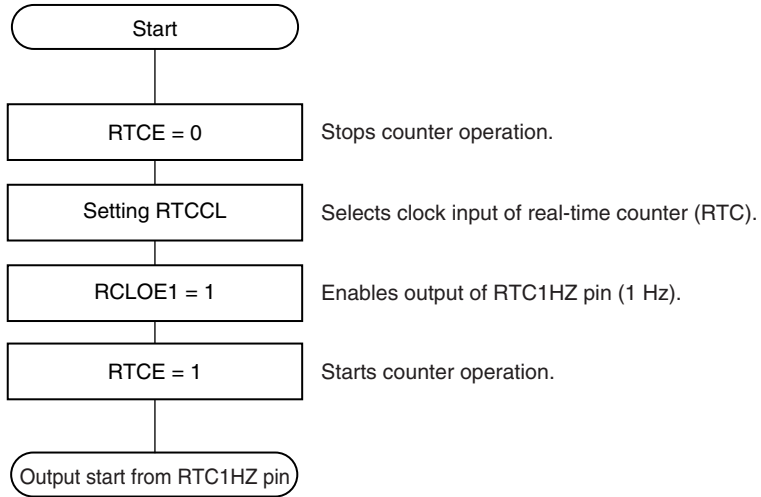 Start
RTCE = 0
Stops counter operation.
Setting RTCCL
Selects clock input of real-time counter (RTC).
RCLOE1 = 1
Enables output of RTC1HZ pin (1 Hz).
RTCE = 1
Starts counter operation.
Output start from RTC1HZ pin